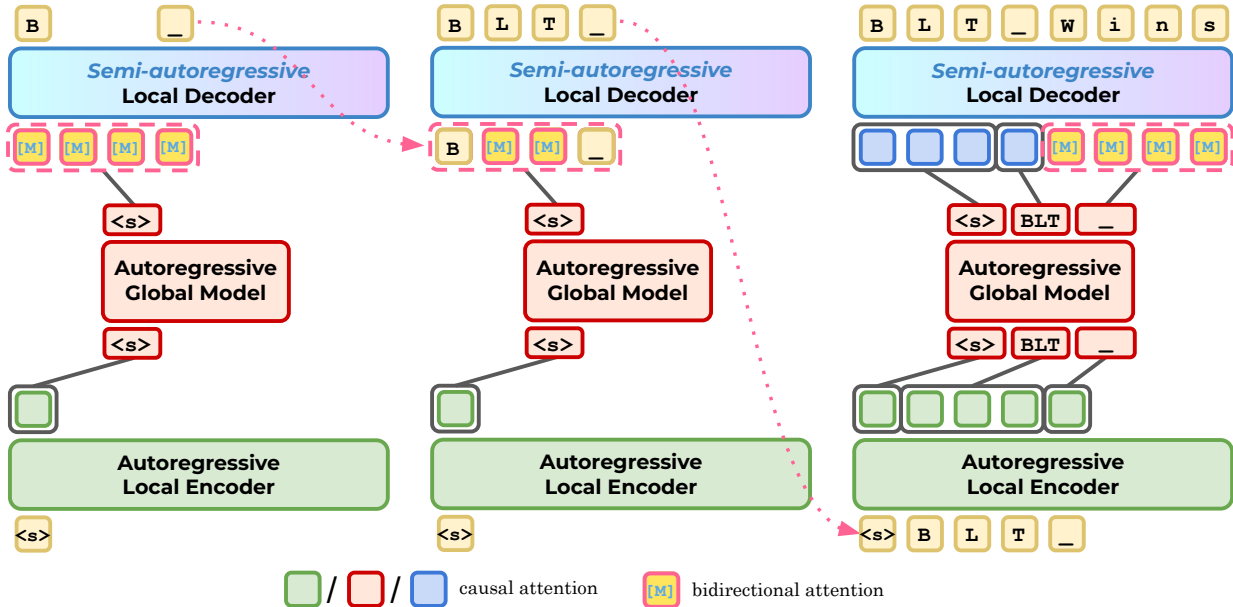 B _
Semi-autoregressive
Local Decoder
[M] [M] [M] [M]
<s>
Autoregressive
Global Model
<s>
Autoregressive
Local Encoder
<s>
B L T _
Semi-autoregressive
Local Decoder
B [M] [M] _
<s>
Autoregressive
Global Model
<s>
Autoregressive
Local Encoder
<s>
B L T _ W i n s
Semi-autoregressive
Local Decoder
[M] [M] [M] [M]
<s> BLT _
Autoregressive
Global Model
<s> BLT _
Autoregressive
Local Encoder
<s> B L T _
/ / causal attention [M] bidirectional attention